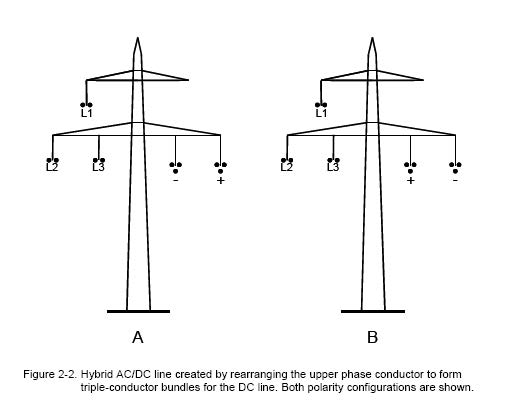 L1
L1
L2 L3 - + L2 L3 + -
A B
Figure 2-2. Hybrid AC/DC line created by rearranging the upper phase conductor to form
triple-conductor bundles for the DC line. Both polarity configurations are shown.